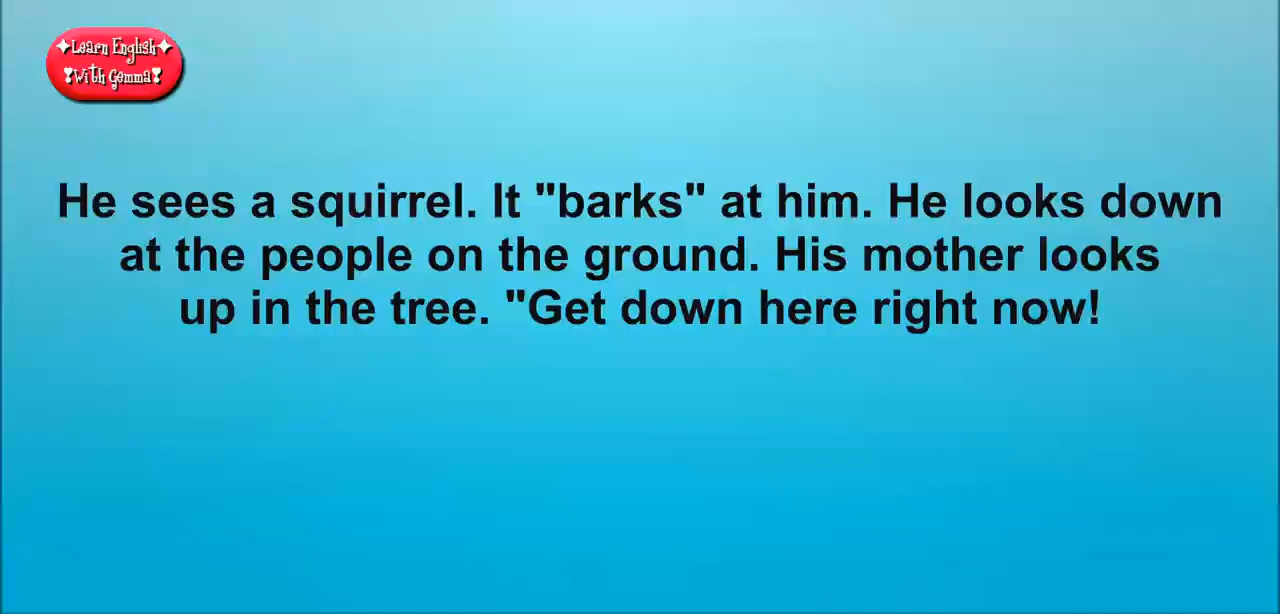 ✦Learn English✦
❣With Gemma❣
He sees a squirrel. It "barks" at him. He looks down
at the people on the ground. His mother looks
up in the tree. "Get down here right now!